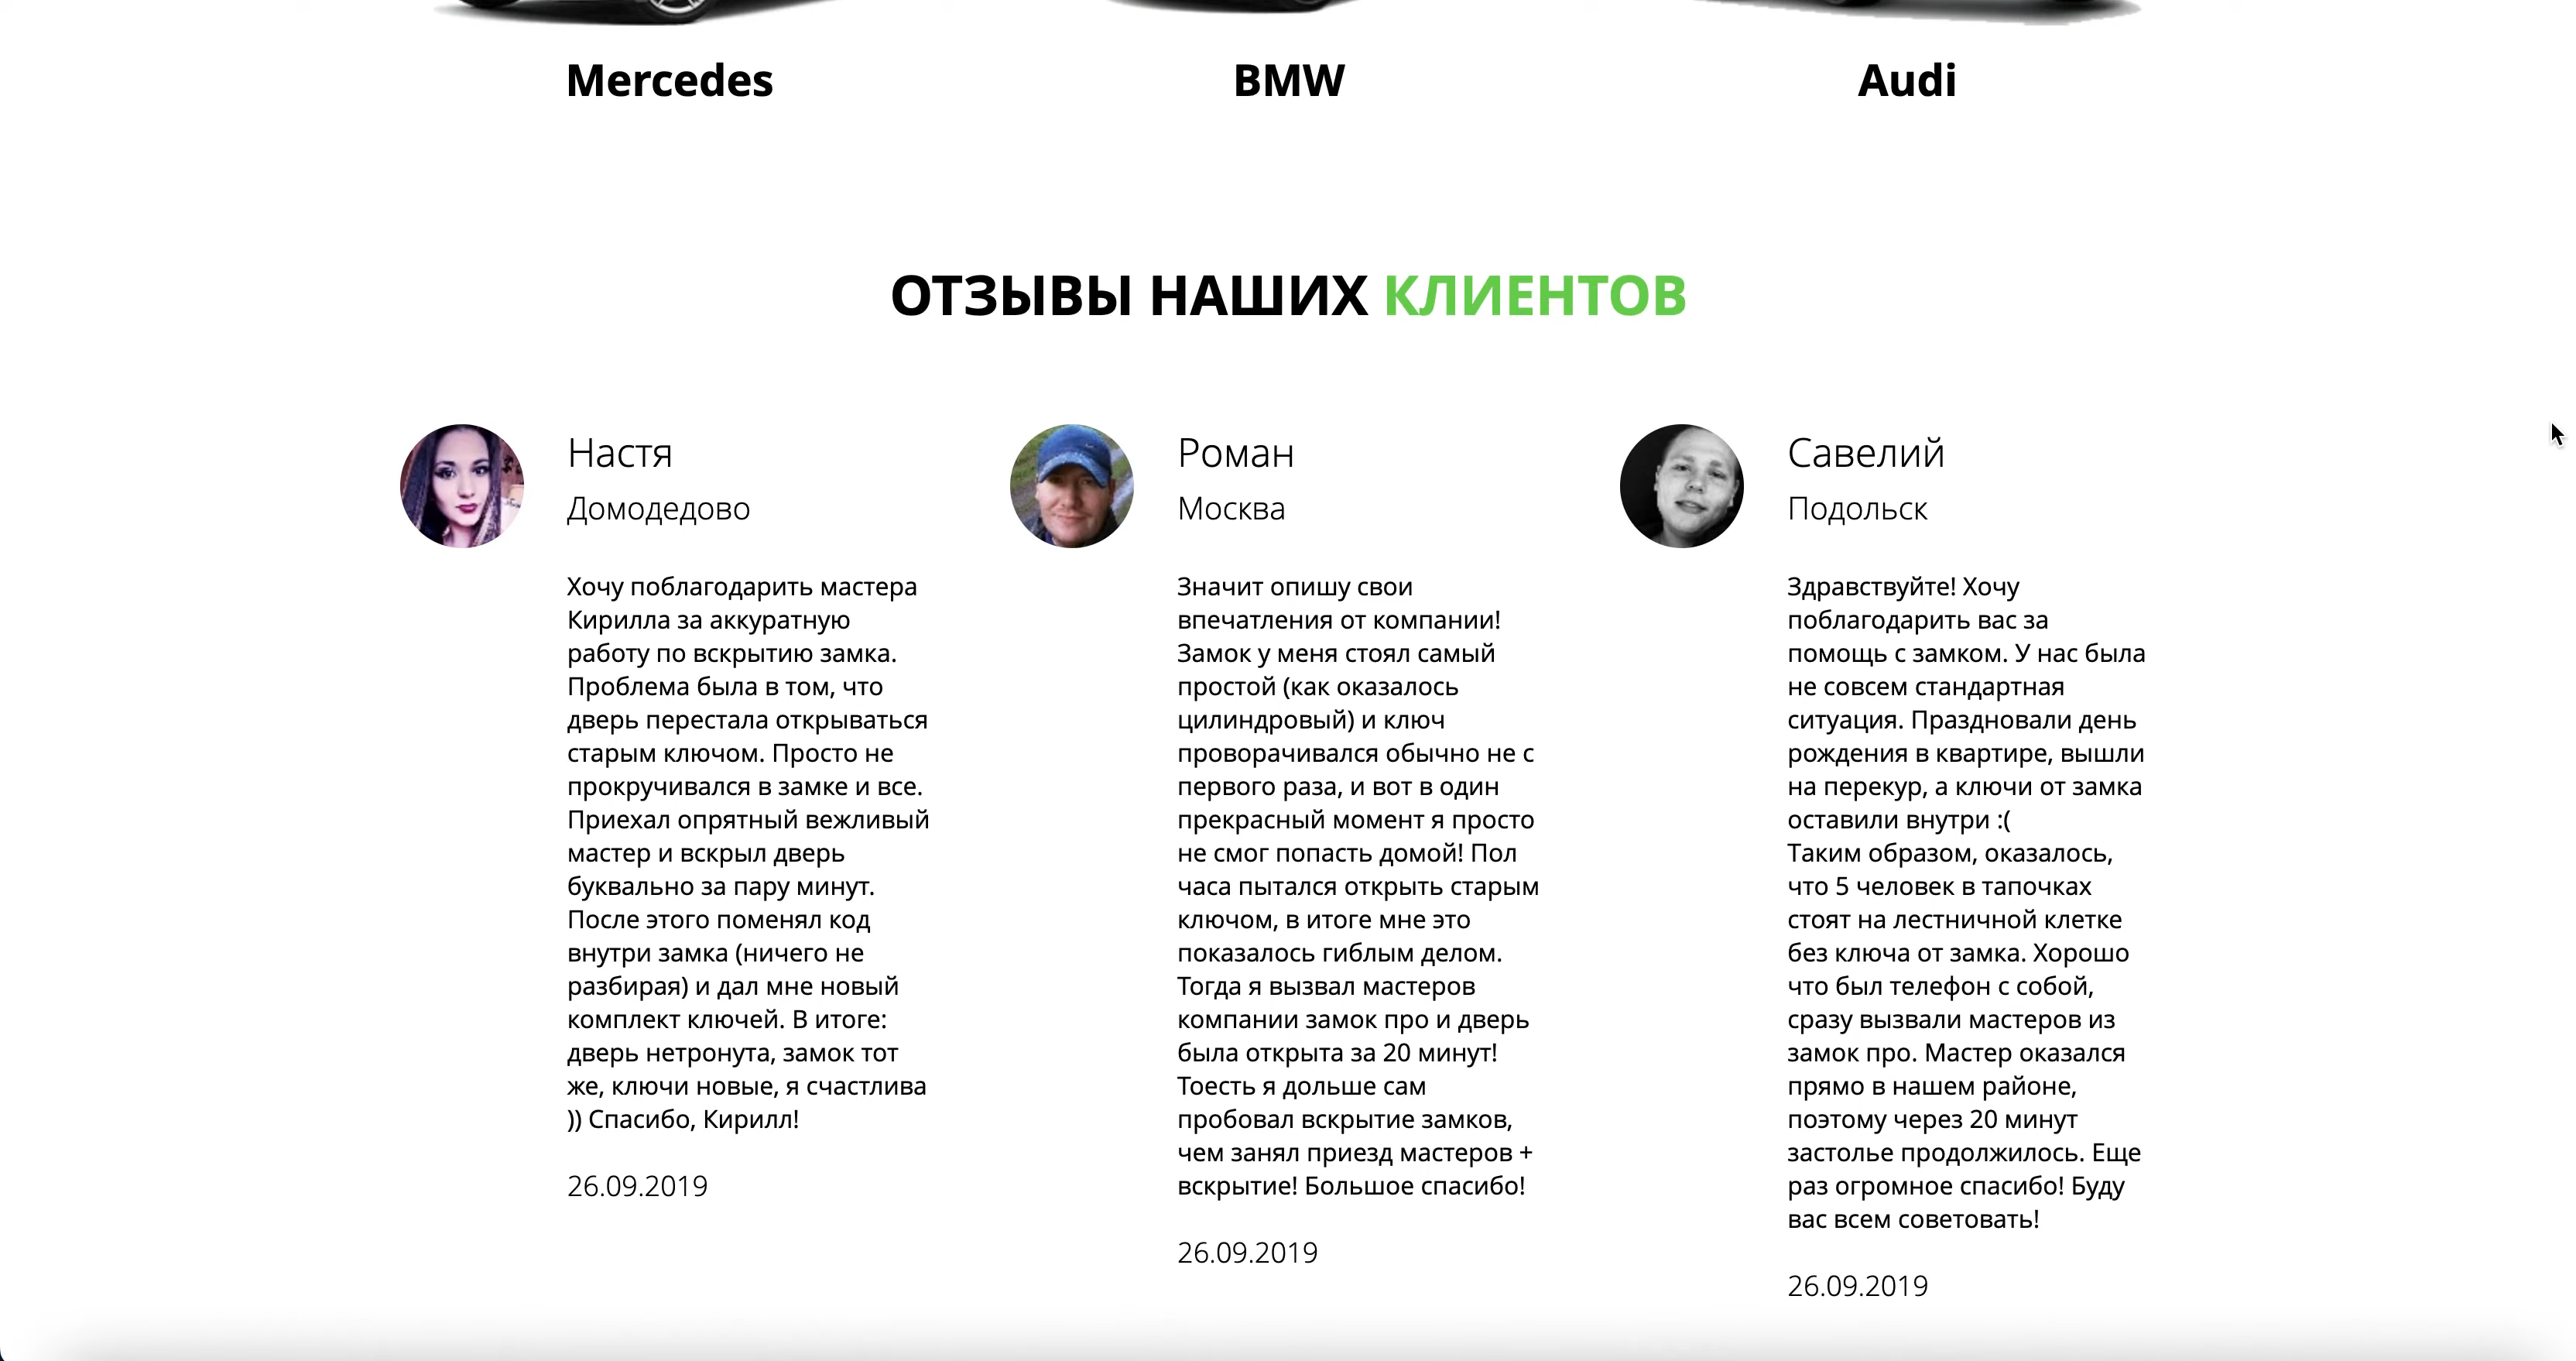 Mercedes
BMW
Audi
ОТЗЫВЫ НАШИХ КЛИЕНТОВ
Настя
Домодедово
Хочу поблагодарить мастера
Кирилла за аккуратную
работу по вскрытию замка.
Проблема была в том, что
дверь перестала открываться
старым ключом. Просто не
прокручивался в замке и все.
Приехал опрятный вежливый
мастер и вскрыл дверь
буквально за пару минут.
После этого поменял код
внутри замка (ничего не
разбирая) и дал мне новый
комплект ключей. В итоге:
дверь нетронута, замок тот
же, ключи новые, я счастлива
)) Спасибо, Кирилл!
26.09.2019
Роман
Москва
Значит опишу свои
впечатления от компании!
Замок у меня стоял самый
простой (как оказалось
цилиндровый) и ключ
проворачивался обычно не с
первого раза, и вот в один
прекрасный момент я просто
не смог попасть домой! Пол
часа пытался открыть старым
ключом, в итоге мне это
показалось гиблым делом.
Тогда я вызвал мастеров
компании замок про и дверь
была открыта за 20 минут!
Тоесть я дольше сам
пробовал вскрытие замков,
чем занял приезд мастеров +
вскрытие! Большое спасибо!
26.09.2019
Савелий
Подольск
Здравствуйте! Хочу
поблагодарить вас за
помощь с замком. У нас была
не совсем стандартная
ситуация. Праздновали день
рождения в квартире, вышли
на перекур, а ключи от замка
оставили внутри :(
Таким образом, оказалось,
что 5 человек в тапочках
стоят на лестничной клетке
без ключа от замка. Хорошо
что был телефон с собой,
сразу вызвали мастеров из
замок про. Мастер оказался
прямо в нашем районе,
поэтому через 20 минут
застолье продолжилось. Еще
раз огромное спасибо! Буду
вас всем советовать!
26.09.2019